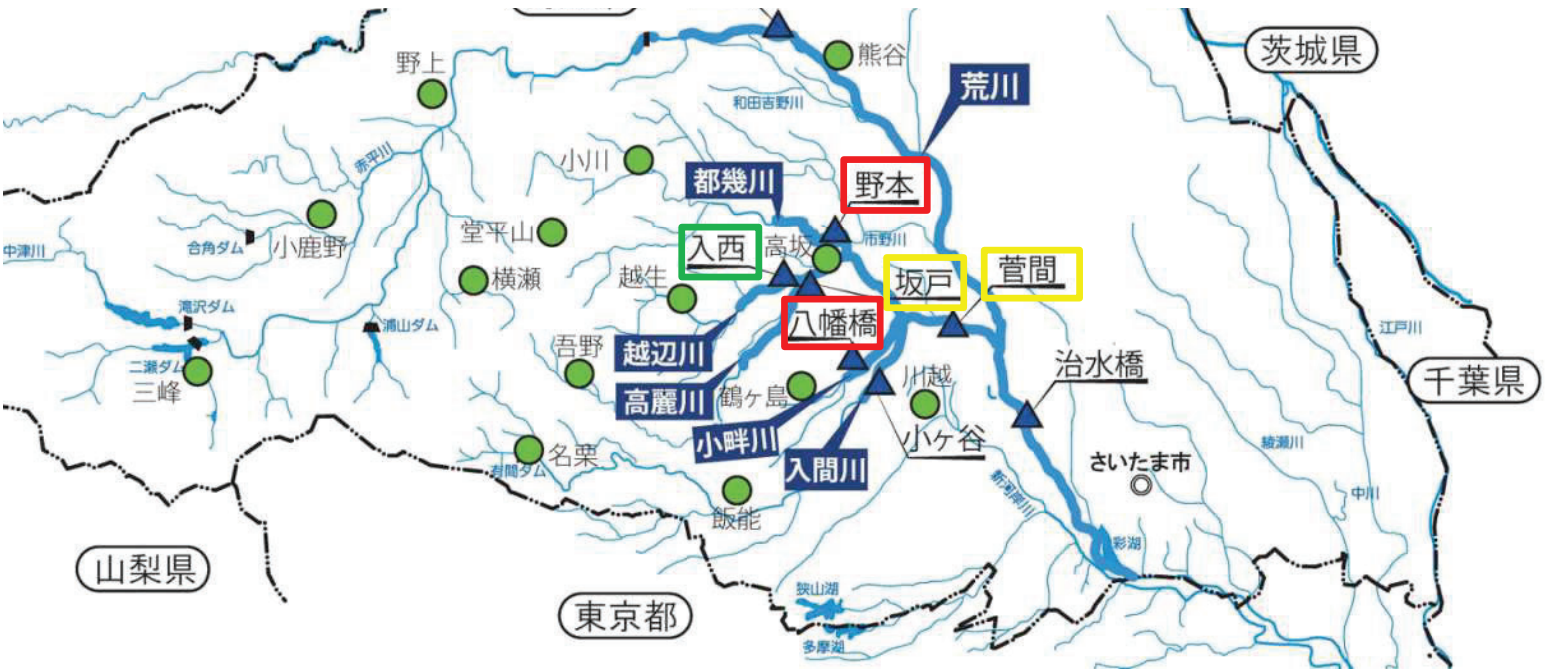 茨城県
熊谷
野上
荒川
和田吉野川
赤平川
小川
都幾川
野本
小鹿野
合角ダム
中津川
堂平山
入西
高坂
市野川
菅間
横瀬
越生
坂戸
滝沢ダム
浦山ダム
八幡橋
江戸川
二瀬ダム
三峰
吾野
越辺川
治水橋
千葉県
高麗川
鶴ヶ島
川越
小畔川
小ヶ谷
入間川
綾瀬川
名栗
有間ダム
さいたま市
新河岸川
中川
飯能
彩湖
山梨県
狭山湖
東京都
多摩湖